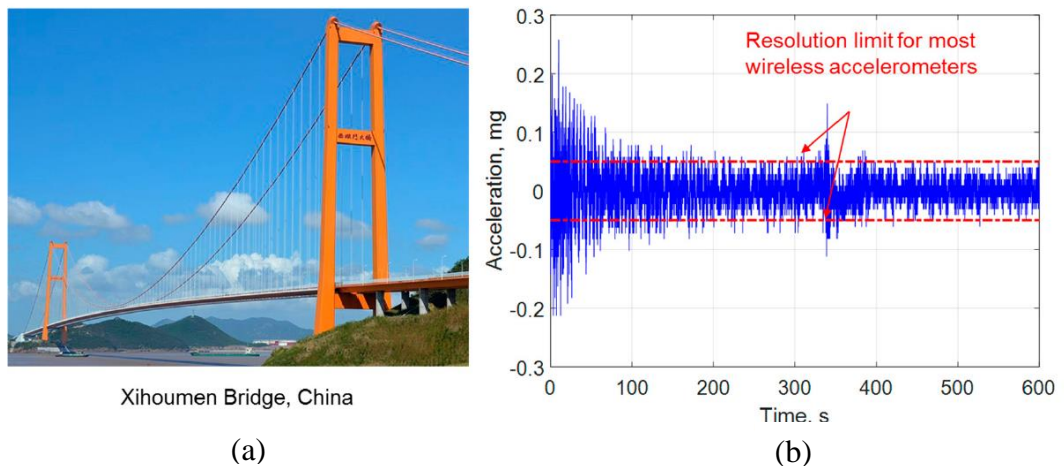 Xihoumen Bridge, China
(a)
Resolution limit for most
wireless accelerometers
Acceleration, mg
0.3
0.2
0.1
0
-0.1
-0.2
-0.3
0 100 200 300 400 500 600
Time, s
(b)